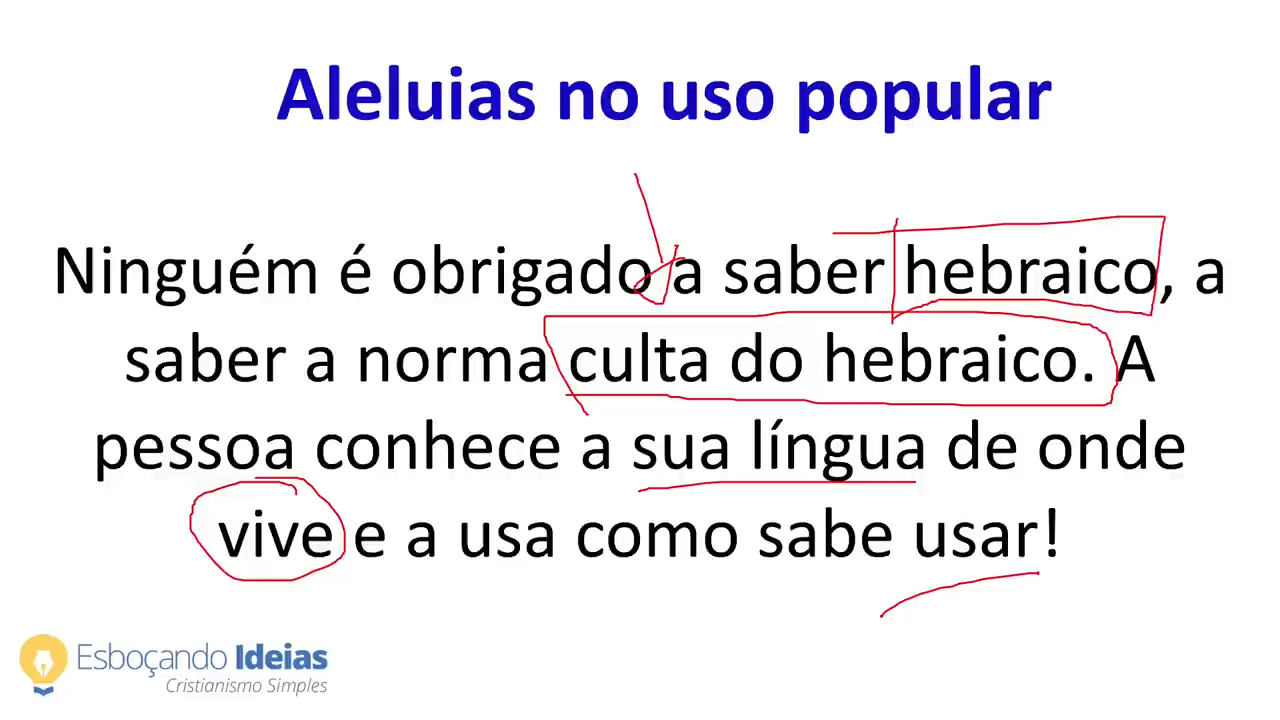 Aleluias no uso popular
Ninguém é obrigado a saber hebraico, a
saber a norma culta do hebraico. A
pessoa conhece a sua língua de onde
vive e a usa como sabe usar!
Esboçando Ideias
Cristianismo Simples